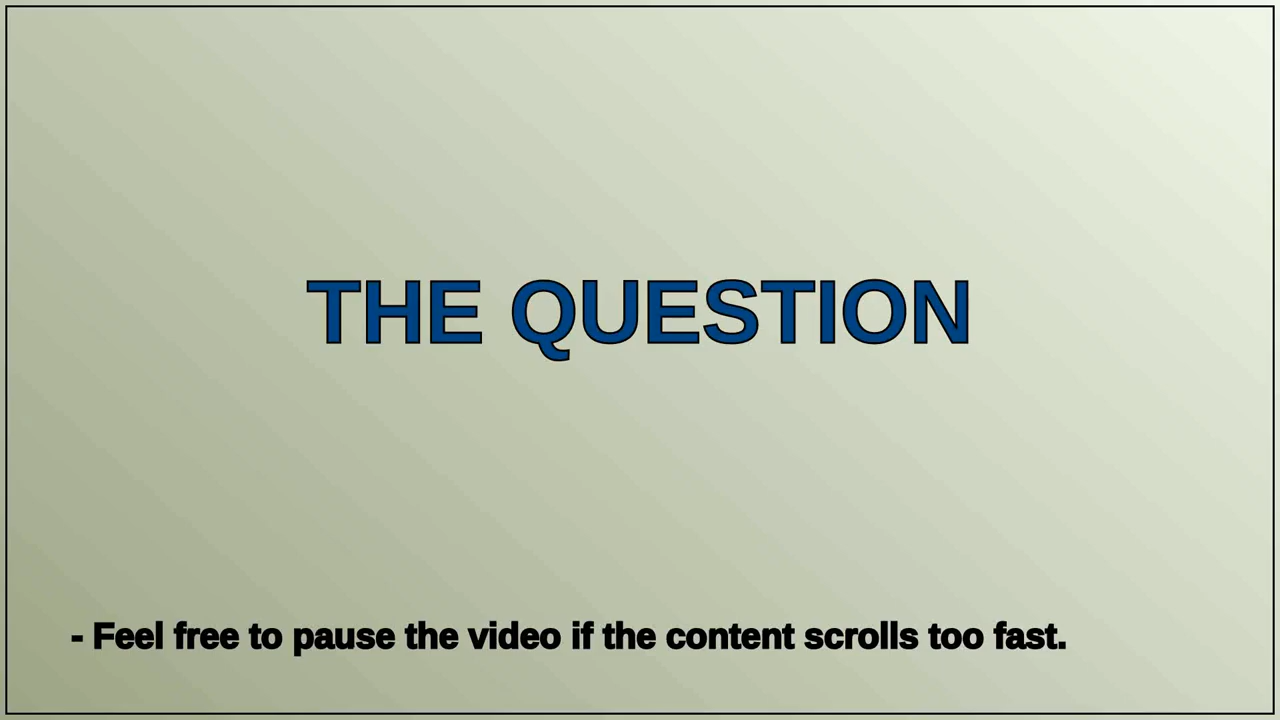 THE QUESTION
- Feel free to pause the video if the content scrolls too fast.